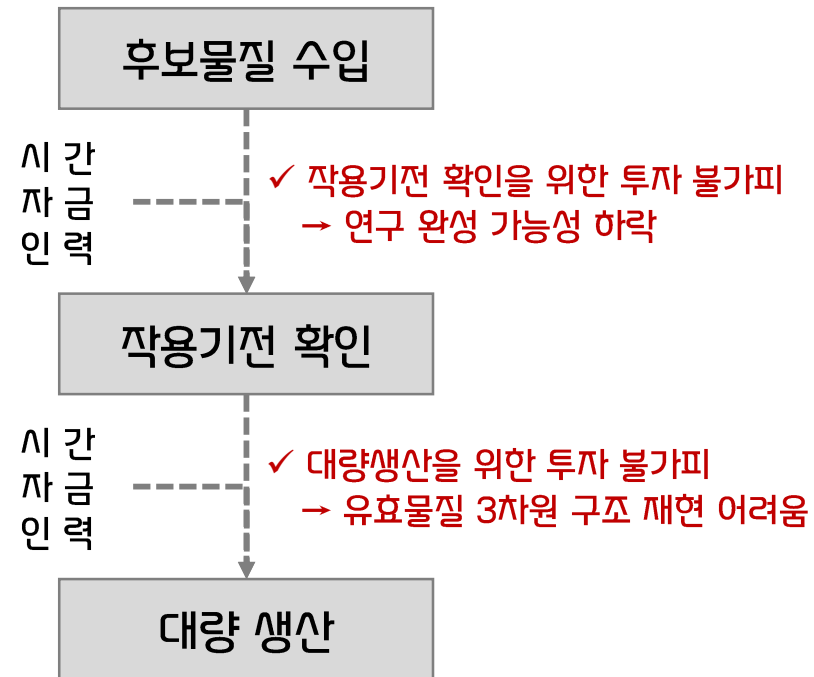 후보물질 수입
시 간
자 금
인 력
✓ 작용기전 확인을 위한 투자 불가피
→ 연구 완성 가능성 하락
작용기전 확인
시 간
자 금
인 력
✓ 대량생산을 위한 투자 불가피
→ 유효물질 3차원 구조 재현 어려움
대량 생산